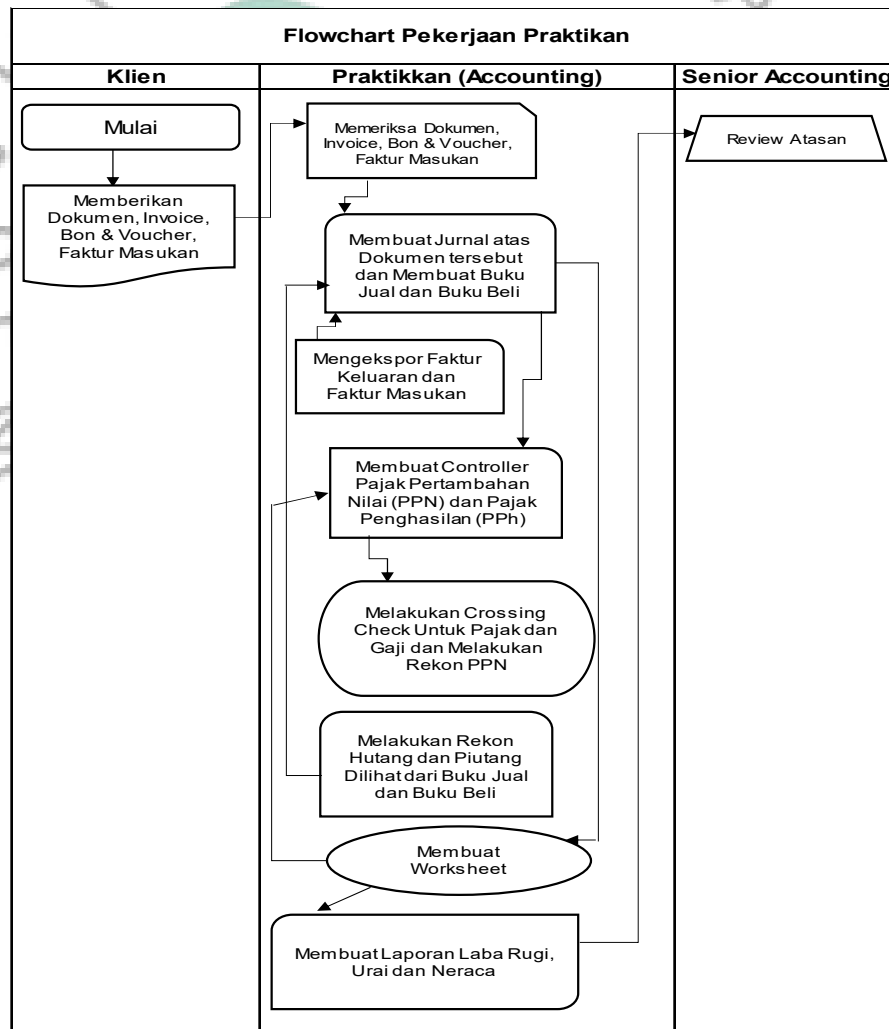 Flowchart Pekerjaan Praktikan
Klien
Praktikkan (Accounting)
Senior Accounting
Mulai
Memberikan
Dokumen, Invoice,
Bon & Voucher,
Faktur Masukan
Memeriksa Dokumen,
Invoice, Bon & Voucher,
Faktur Masukan
Membuat Jurnal atas
Dokumen tersebut
dan Membuat Buku
Jual dan Buku Beli
Mengekspor Faktur
Keluaran dan
Faktur Masukan
Membuat Controller
Pajak Pertambahan
Nilai (PPN) dan Pajak
Penghasilan (PPh)
Melakukan Crossing
Check Untuk Pajak dan
Gaji dan Melakukan
Rekon PPN
Melakukan Rekon
Hutang dan Piutang
Dilihat dari Buku Jual
dan Buku Beli
Membuat
Worksheet
Membuat Laporan Laba Rugi,
Urai dan Neraca
Review Atasan